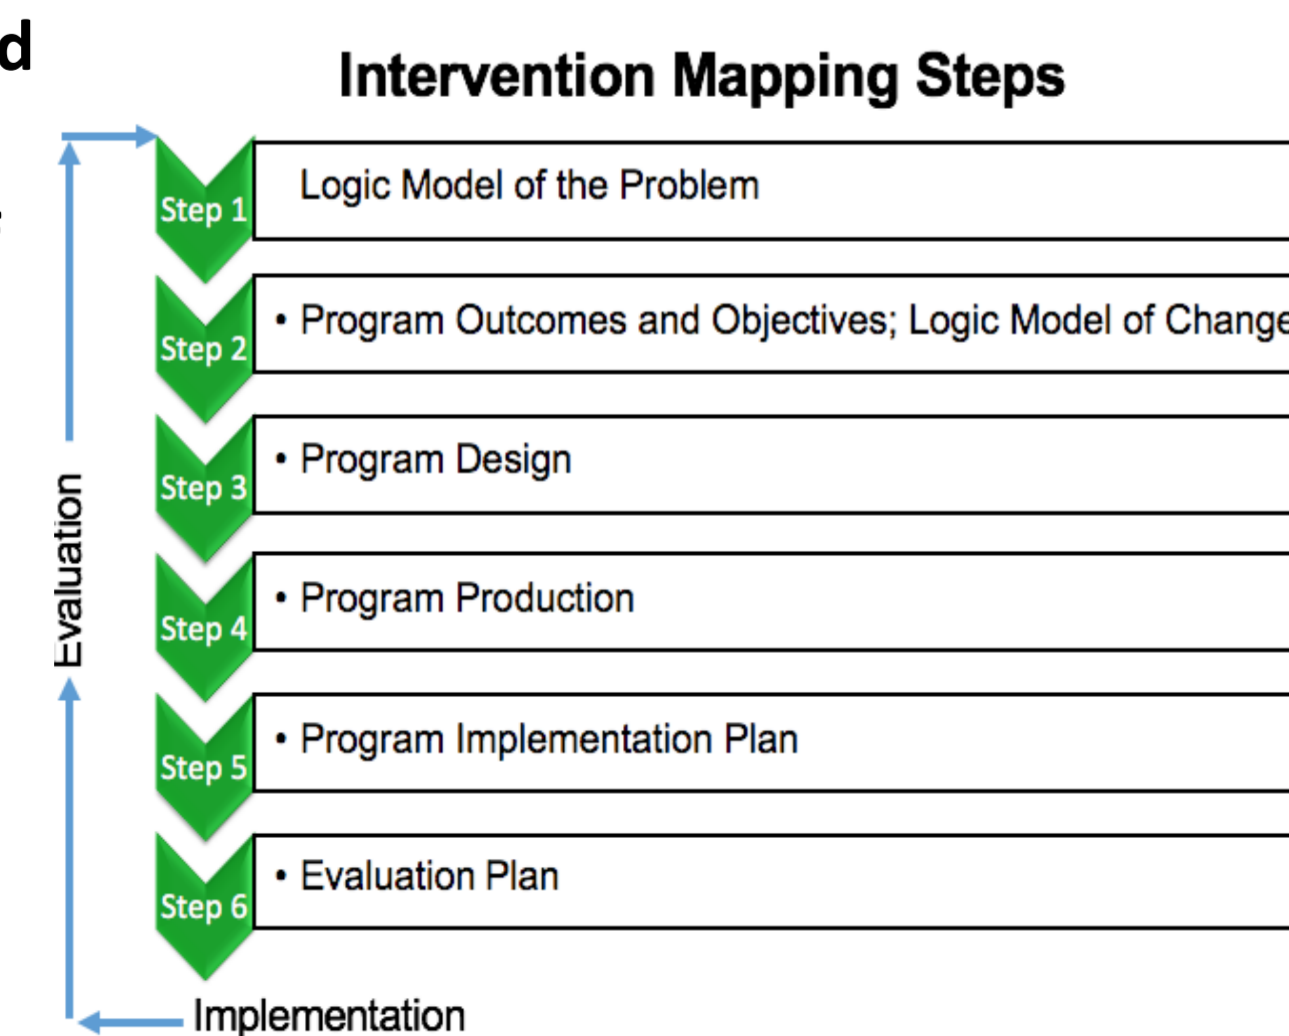 d
Intervention Mapping Steps
Step 1
Logic Model of the Problem
Step 2
• Program Outcomes and Objectives; Logic Model of Change
Step 3
• Program Design
Step 4
• Program Production
Step 5
• Program Implementation Plan
Step 6
• Evaluation Plan
Evaluation
Implementation